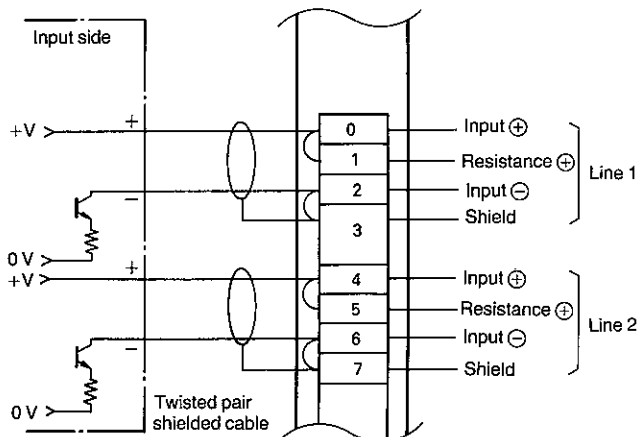 Input side
+V
+
−
0 V
+V
+
−
0 V
Twisted pair
shielded cable
0
1
2
3
4
5
6
7
Input ⊕
Resistance ⊕
Input ⊖
Shield
Line 1
Input ⊕
Resistance ⊕
Input ⊖
Shield
Line 2